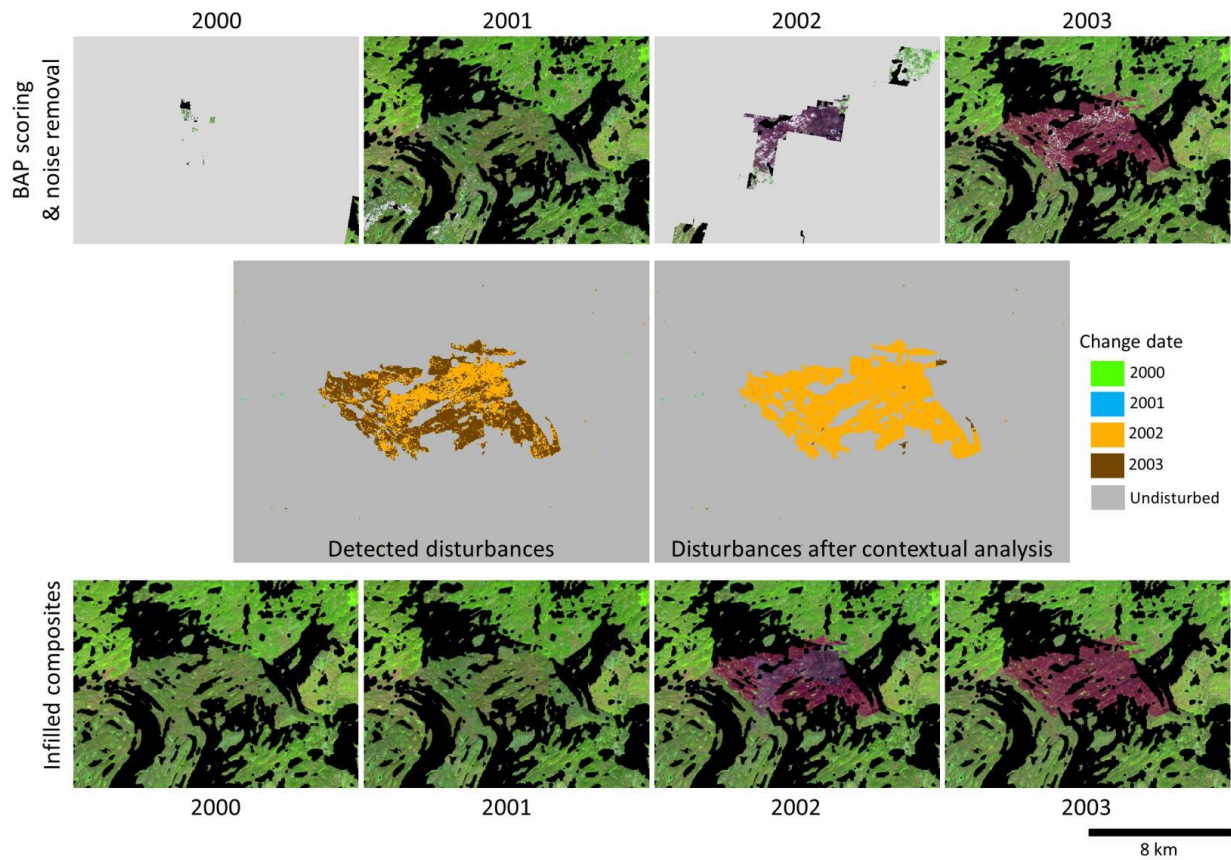 2000
2001
2002
2003
BAP scoring
& noise removal
Detected disturbances
Disturbances after contextual analysis
Change date
2000
2001
2002
2003
Undisturbed
Infilled composites
2000
2001
2002
2003
8 km